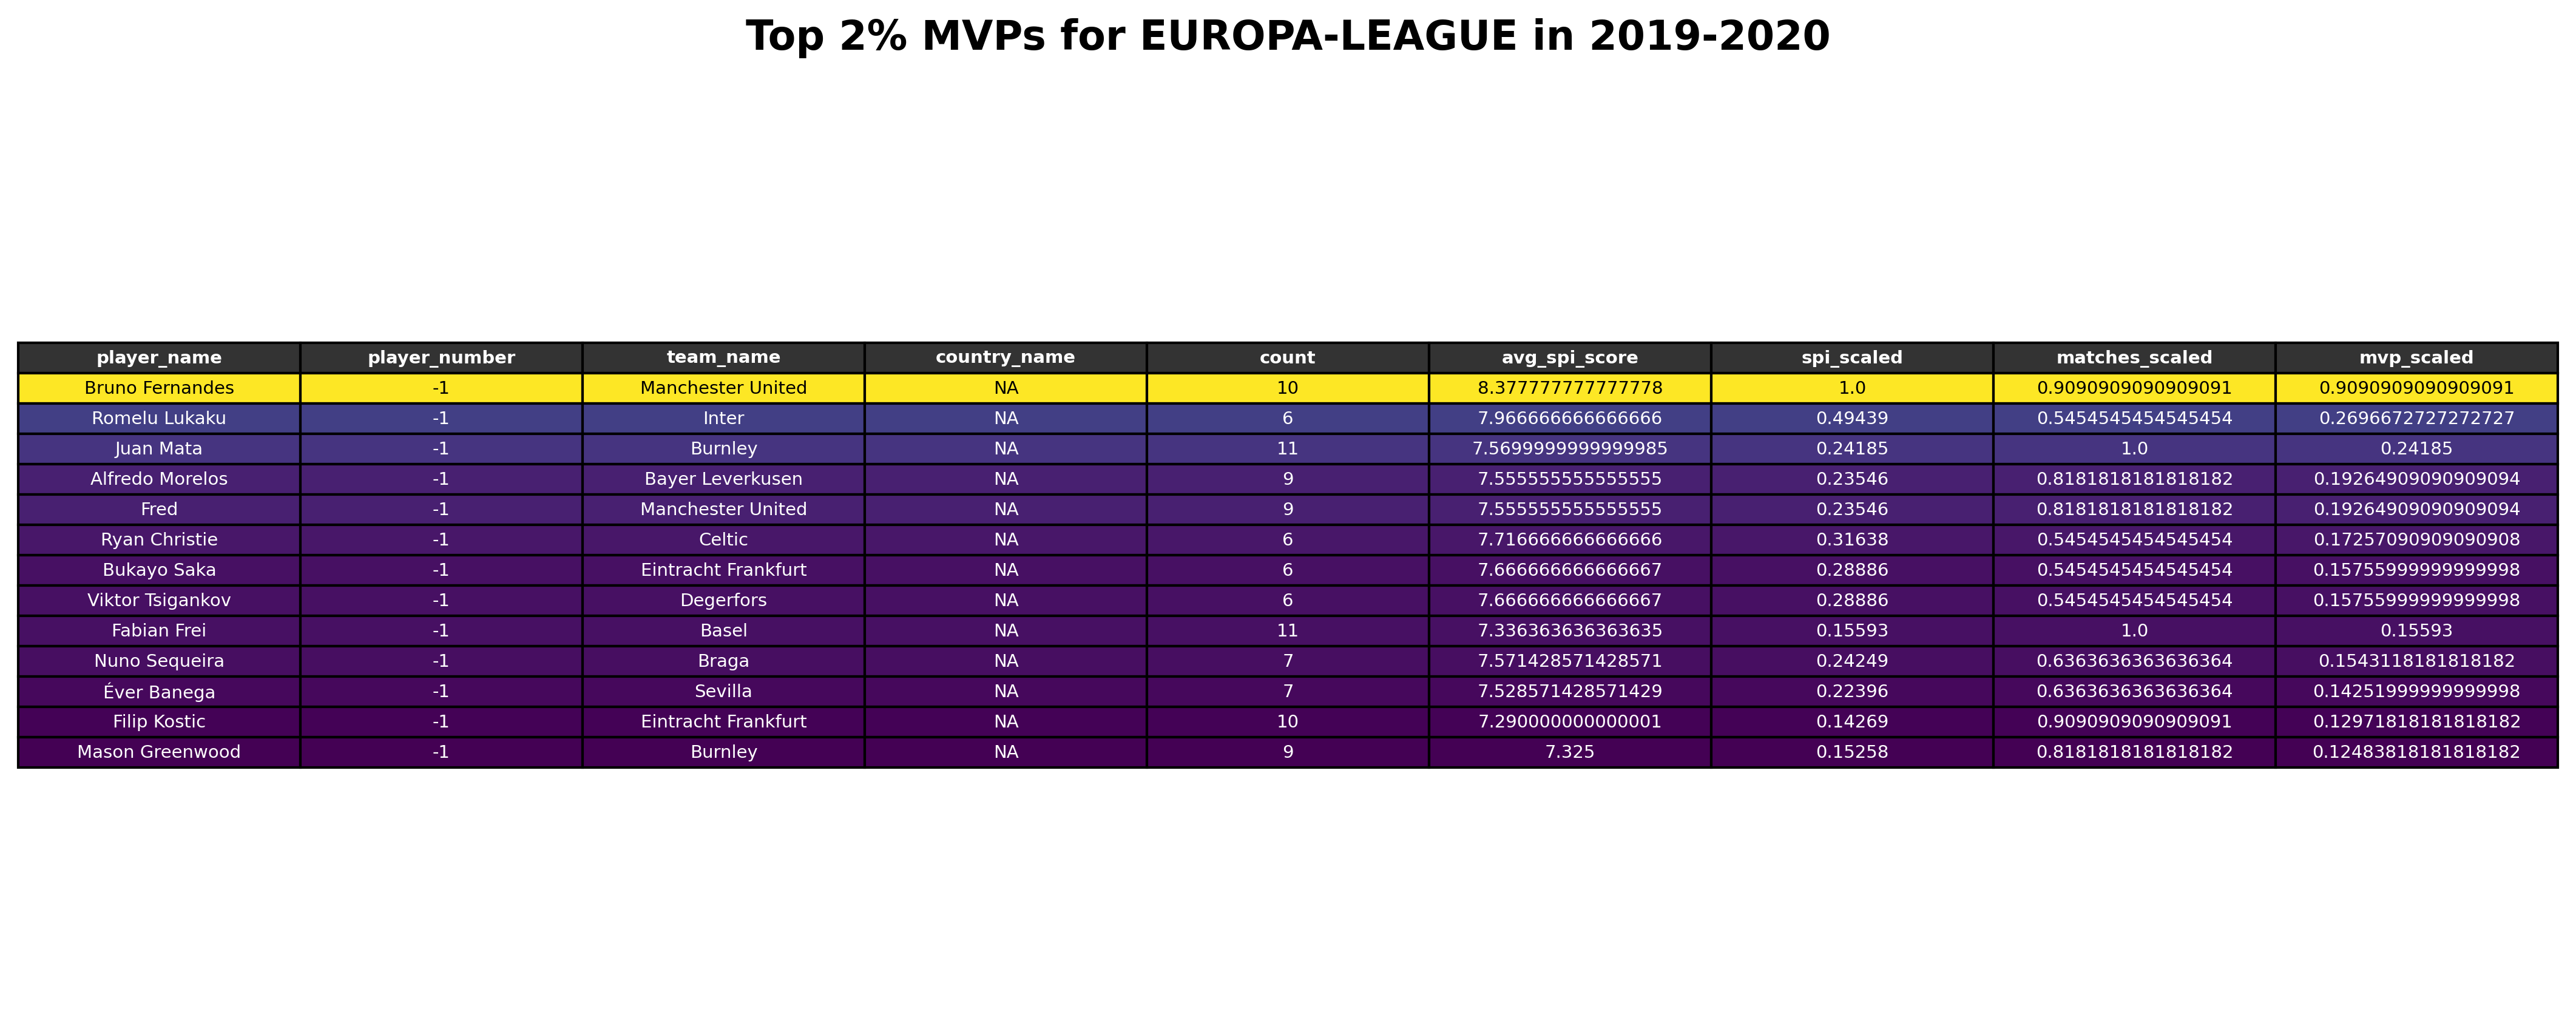 Top 2% MVPs for EUROPA-LEAGUE in 2019-2020
player_name player_number team_name country_name count avg_spi_score spi_scaled matches_scaled mvp_scaled
Bruno Fernandes -1 Manchester United NA 10 8.377777777777778 1.0 0.9090909090909091 0.9090909090909091
Romelu Lukaku -1 Inter NA 6 7.966666666666666 0.49439 0.5454545454545454 0.2696672727272727
Juan Mata -1 Burnley NA 11 7.5699999999999985 0.24185 1.0 0.24185
Alfredo Morelos -1 Bayer Leverkusen NA 9 7.555555555555555 0.23546 0.8181818181818182 0.19264909090909094
Fred -1 Manchester United NA 9 7.555555555555555 0.23546 0.8181818181818182 0.19264909090909094
Ryan Christie -1 Celtic NA 6 7.716666666666666 0.31638 0.5454545454545454 0.17257090909090908
Bukayo Saka -1 Eintracht Frankfurt NA 6 7.666666666666667 0.28886 0.5454545454545454 0.15755999999999998
Viktor Tsigankov -1 Degerfors NA 6 7.666666666666667 0.28886 0.5454545454545454 0.15755999999999998
Fabian Frei -1 Basel NA 11 7.336363636363635 0.15593 1.0 0.15593
Nuno Sequeira -1 Braga NA 7 7.571428571428571 0.24249 0.6363636363636364 0.1543118181818182
Éver Banega -1 Sevilla NA 7 7.528571428571429 0.22396 0.6363636363636364 0.14251999999999998
Filip Kostic -1 Eintracht Frankfurt NA 10 7.290000000000001 0.14269 0.9090909090909091 0.12971818181818182
Mason Greenwood -1 Burnley NA 9 7.325 0.15258 0.8181818181818182 0.12483818181818182